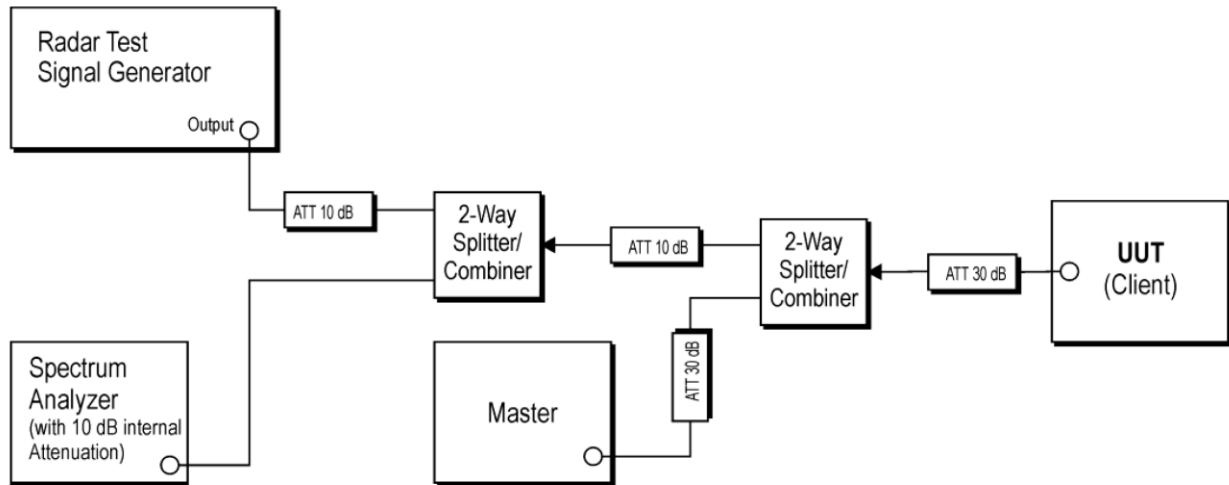 Radar Test
Signal Generator
Output
ATT 10 dB
2-Way
Splitter/
Combiner
ATT 10 dB
2-Way
Splitter/
Combiner
ATT 30 dB
UUT
(Client)
Spectrum
Analyzer
(with 10 dB internal
Attenuation)
Master
ATT 30 dB